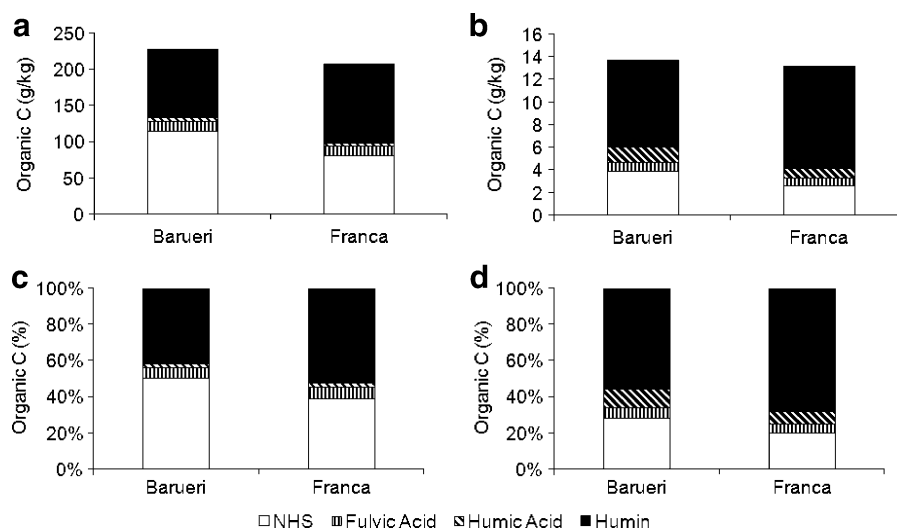 a
250
200
150
100
50
0
Organic C (g/kg)
Barueri Franca
b
16
14
12
10
8
6
4
2
0
Organic C (g/kg)
Barueri Franca
c
100%
80%
60%
40%
20%
0%
Organic C (%)
Barueri Franca
d
100%
80%
60%
40%
20%
0%
Organic C (%)
Barueri Franca
NHS Fulvic Acid Humic Acid Humin